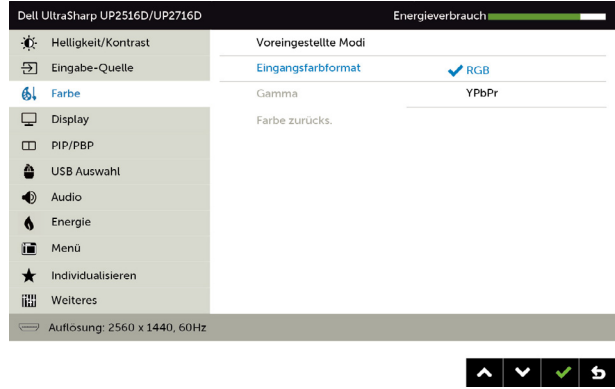 Dell UltraSharp UP2516D/UP2716D Energieverbrauch
Helligkeit/Kontrast Voreingestellte Modi
Eingabe-Quelle Eingangsfarbformat RGB
Farbe Gamma YPbPr
Display Farbe zurücks.
PIP/PBP
USB Auswahl
Audio
Energie
Menü
Individualisieren
Weiteres
Auflösung: 2560 x 1440, 60Hz